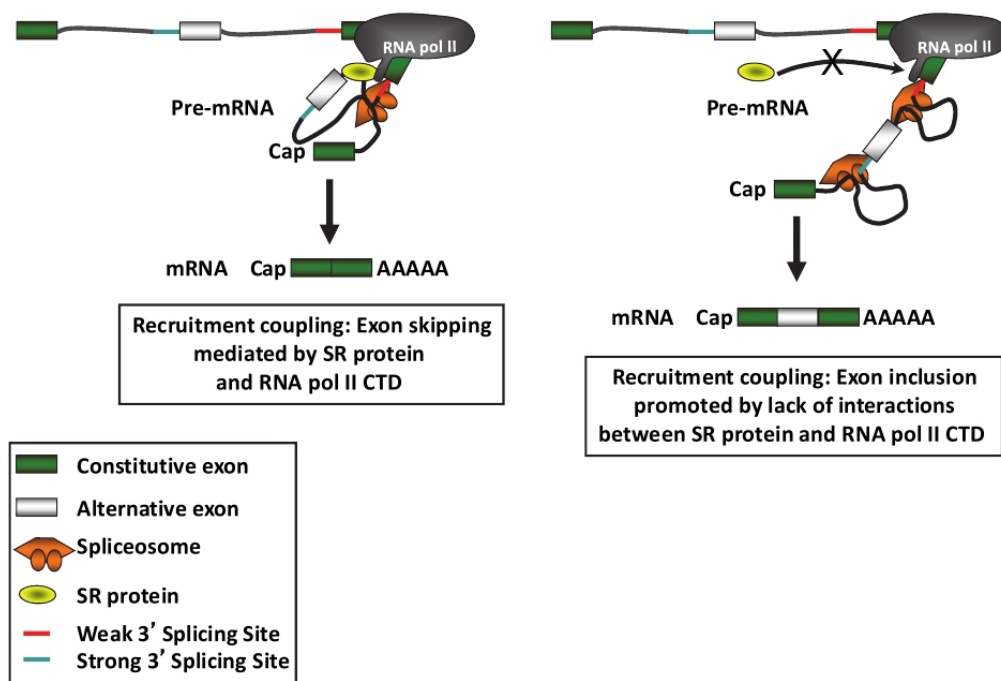 RNA pol II
Pre-mRNA
Cap
mRNA Cap AAAAA
Recruitment coupling: Exon skipping
mediated by SR protein
and RNA pol II CTD
RNA pol II
X
Pre-mRNA
Cap
mRNA Cap AAAAA
Recruitment coupling: Exon inclusion
promoted by lack of interactions
between SR protein and RNA pol II CTD
Constitutive exon
Alternative exon
Spliceosome
SR protein
Weak 3’ Splicing Site
Strong 3’ Splicing Site